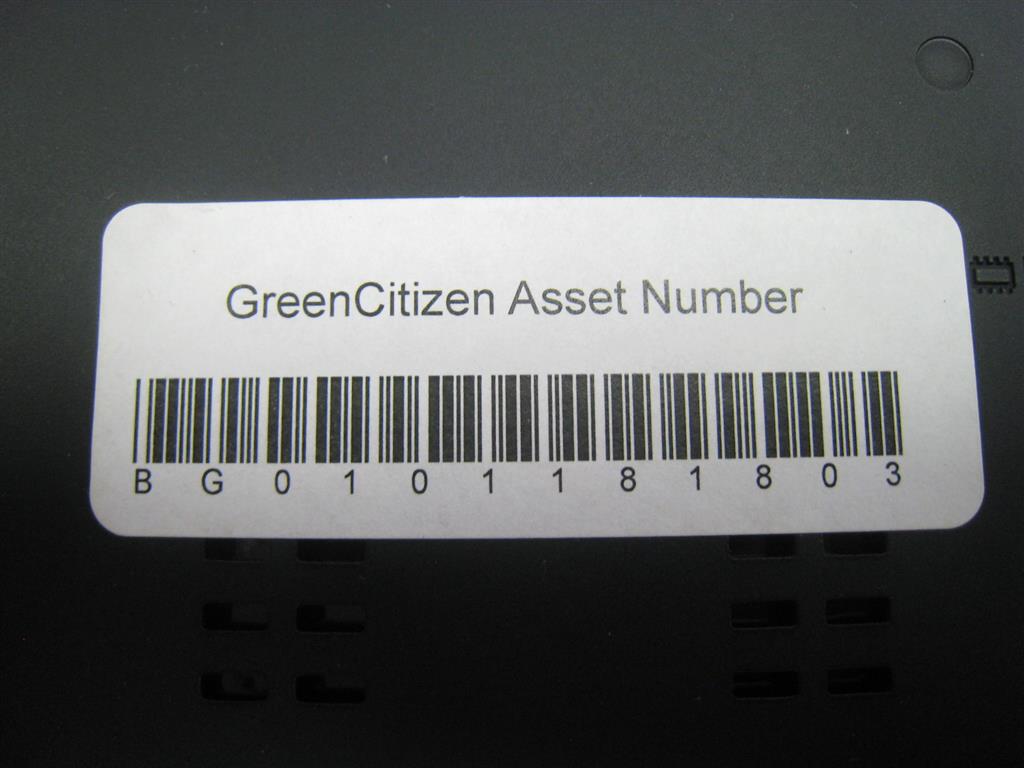 GreenCitizen Asset Number
B G 0 1 0 1 1 8 1 8 0 3